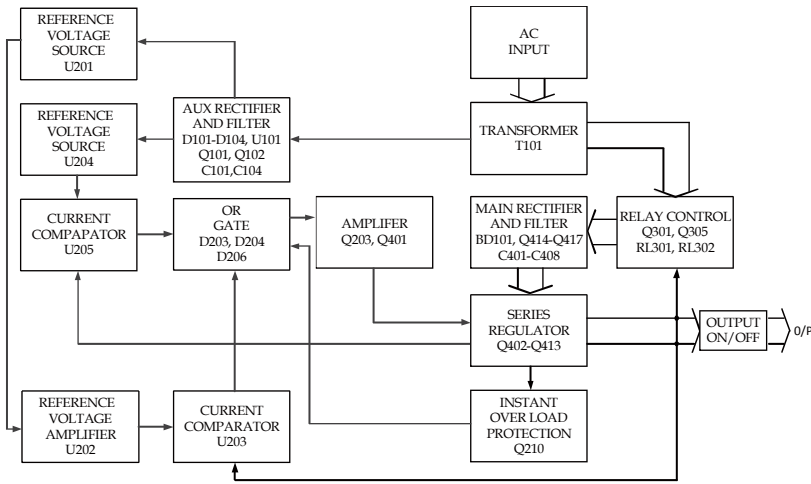 REFERENCE
VOLTAGE
SOURCE
U201
AC
INPUT
REFERENCE
VOLTAGE
SOURCE
U204
AUX RECTIFIER
AND FILTER
D101-D104, U101
Q101, Q102
C101,C104
TRANSFORMER
T101
CURRENT
COMPAPATOR
U205
OR
GATE
D203, D204
D206
AMPLIFER
Q203, Q401
MAIN RECTIFIER
AND FILTER
BD101, Q414-Q417
C401-C408
RELAY CONTROL
Q301, Q305
RL301, RL302
SERIES
REGULATOR
Q402-Q413
OUTPUT
ON/OFF
0/P
REFERENCE
VOLTAGE
AMPLIFIER
U202
CURRENT
COMPARATOR
U203
INSTANT
OVER LOAD
PROTECTION
Q210